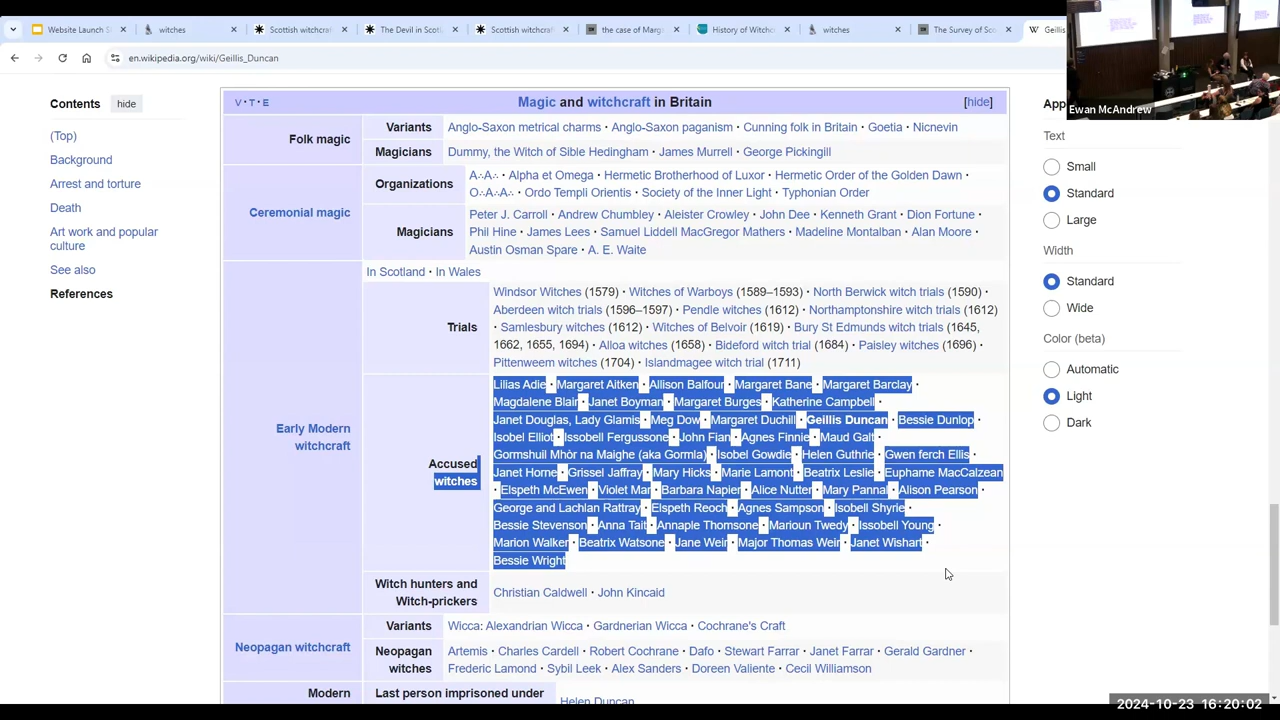 Website Launch S
witches
Scottish witchcraf
The Devil in Scot
Scottish witchcraf
the case of Marg
History of Witchc
witches
The Survey of Sco
Geillis
en.wikipedia.org/wiki/Geillis_Duncan
Ewan McAndrew
Contents hide
(Top)
Background
Arrest and torture
Death
Art work and popular
culture
See also
References
V · T · E
Magic and witchcraft in Britain
[hide]
Folk magic
Variants
Anglo-Saxon metrical charms · Anglo-Saxon paganism · Cunning folk in Britain · Goetia · Nicnevin
Magicians
Dummy, the Witch of Sible Hedingham · James Murrell · George Pickingill
Ceremonial magic
Organizations
A∴A∴ · Alpha et Omega · Hermetic Brotherhood of Luxor · Hermetic Order of the Golden Dawn ·
O∴A∴A∴ · Ordo Templi Orientis · Society of the Inner Light · Typhonian Order
Magicians
Peter J. Carroll · Andrew Chumbley · Aleister Crowley · John Dee · Kenneth Grant · Dion Fortune ·
Phil Hine · James Lees · Samuel Liddell MacGregor Mathers · Madeline Montalban · Alan Moore ·
Austin Osman Spare · A. E. Waite
Early Modern
witchcraft
In Scotland · In Wales
Trials
Windsor Witches (1579) · Witches of Warboys (1589–1593) · North Berwick witch trials (1590) ·
Aberdeen witch trials (1596–1597) · Pendle witches (1612) · Northamptonshire witch trials (1612)
· Samlesbury witches (1612) · Witches of Belvoir (1619) · Bury St Edmunds witch trials (1645,
1662, 1655, 1694) · Alloa witches (1658) · Bideford witch trial (1684) · Paisley witches (1696) ·
Pittenweem witches (1704) · Islandmagee witch trial (1711)
Accused
witches
Lilias Adie · Margaret Aitken · Allison Balfour · Margaret Bane · Margaret Barclay ·
Magdalene Blair · Janet Boyman · Margaret Burges · Katherine Campbell ·
Janet Douglas, Lady Glamis · Meg Dow · Margaret Duchill · Geillis Duncan · Bessie Dunlop ·
Isobel Elliot · Issobell Fergussone · John Fian · Agnes Finnie · Maud Galt ·
Gormshuil Mhòr na Maighe (aka Gormla) · Isobel Gowdie · Helen Guthrie · Gwen ferch Ellis ·
Janet Horne · Grissel Jaffray · Mary Hicks · Marie Lamont · Beatrix Leslie · Euphame MacCalzean
· Elspeth McEwen · Violet Mar · Barbara Napier · Alice Nutter · Mary Pannal · Alison Pearson ·
George and Lachlan Rattray · Elspeth Reoch · Agnes Sampson · Isobell Shyrie ·
Bessie Stevenson · Anna Tait · Annaple Thomsone · Marioun Twedy · Issobell Young ·
Marion Walker · Beatrix Watsone · Jane Weir · Major Thomas Weir · Janet Wishart ·
Bessie Wright
Witch hunters and
Witch-prickers
Christian Caldwell · John Kincaid
Neopagan witchcraft
Variants
Wicca: Alexandrian Wicca · Gardnerian Wicca · Cochrane's Craft
Neopagan
witches
Artemis · Charles Cardell · Robert Cochrane · Dafo · Stewart Farrar · Janet Farrar · Gerald Gardner ·
Frederic Lamond · Sybil Leek · Alex Sanders · Doreen Valiente · Cecil Williamson
Modern
Last person imprisoned under
Helen Duncan
App
Text
Small
Standard
Large
Width
Standard
Wide
Color (beta)
Automatic
Light
Dark
2024-10-23 16:20:02